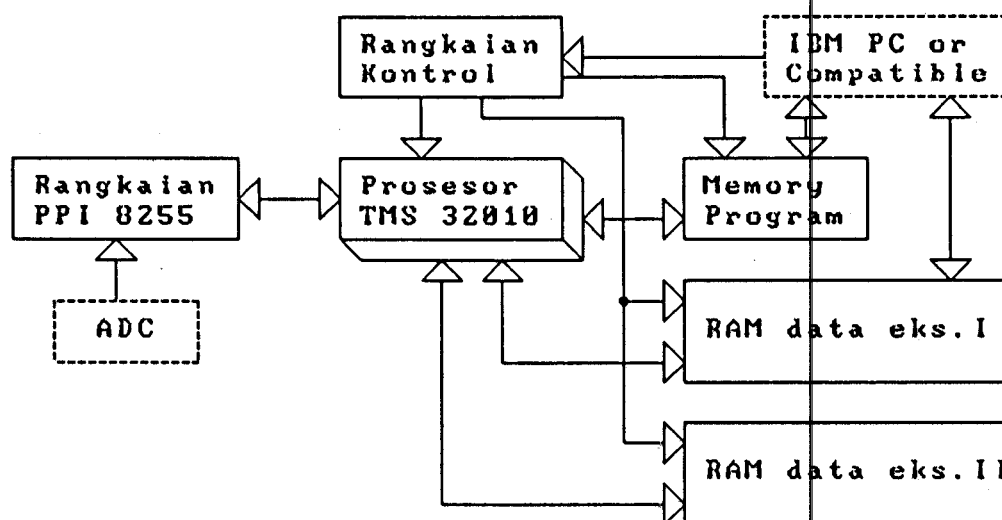 Rangkaian
Kontrol
IBM PC or
Compatible
Rangkaian
PPI 8255
Prosesor
TMS 32010
Memory
Program
ADC
RAM data eks.I
RAM data eks.II